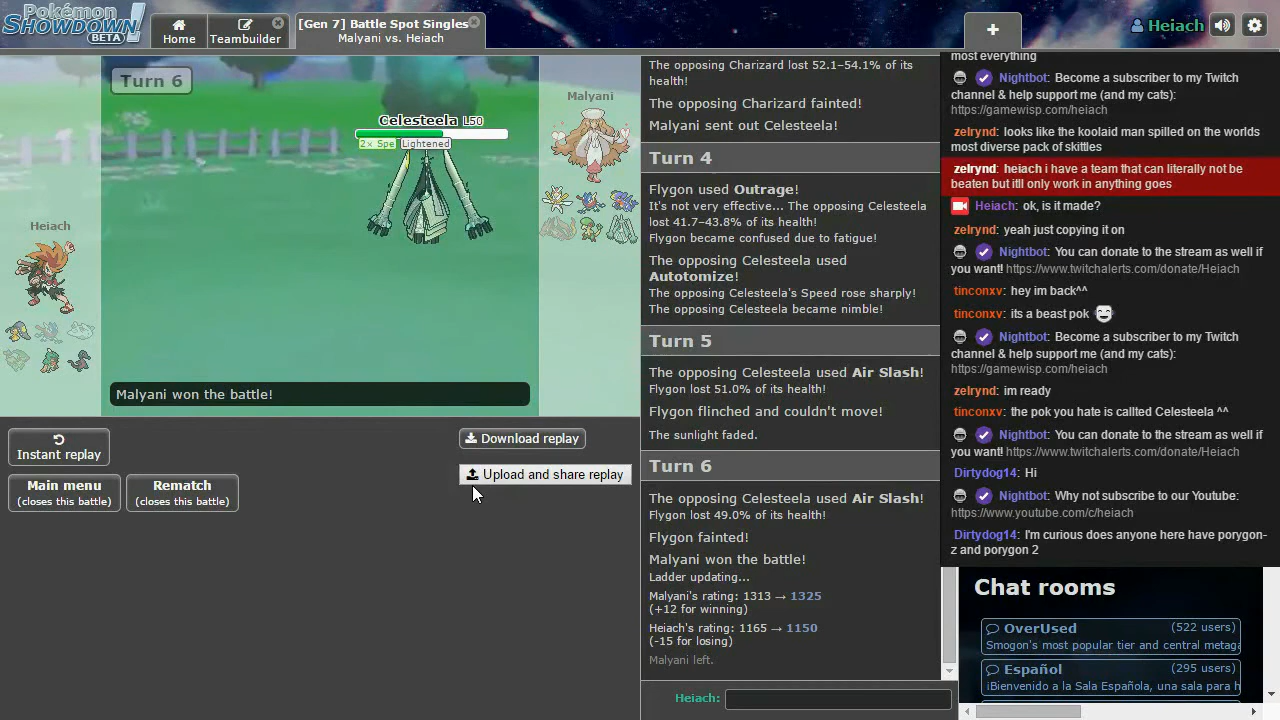 Pokémon
SHOWDOWN!
BETA
Home
Teambuilder
[Gen 7] Battle Spot Singles
Malyani vs. Heiach
+
Heiach
Turn 6
Celesteela L50
2× Spe Lightened
Malyani
Heiach
Malyani won the battle!
Instant replay
Main menu
(closes this battle)
Rematch
(closes this battle)
Download replay
Upload and share replay
The opposing Charizard lost 52.1–54.1% of its
health!
The opposing Charizard fainted!
Malyani sent out Celesteela!
Turn 4
Flygon used Outrage!
It's not very effective... The opposing Celesteela
lost 41.7–43.8% of its health!
Flygon became confused due to fatigue!
The opposing Celesteela used
Autotomize!
The opposing Celesteela's Speed rose sharply!
The opposing Celesteela became nimble!
Turn 5
The opposing Celesteela used Air Slash!
Flygon lost 51.0% of its health!
Flygon flinched and couldn't move!
The sunlight faded.
Turn 6
The opposing Celesteela used Air Slash!
Flygon lost 49.0% of its health!
Flygon fainted!
Malyani won the battle!
Ladder updating...
Malyani's rating: 1313 → 1325
(+12 for winning)
Heiach's rating: 1165 → 1150
(-15 for losing)
Malyani left.
Heiach:
most everything
Nightbot: Become a subscriber to my Twitch
channel & help support me (and my cats):
https://gamewisp.com/heiach
zelrynd: looks like the koolaid man spilled on the worlds
most diverse pack of skittles
zelrynd: heiach i have a team that can literally not be
beaten but itll only work in anything goes
Heiach: ok, is it made?
zelrynd: yeah just copying it on
Nightbot: You can donate to the stream as well if
you want! https://www.twitchalerts.com/donate/Heiach
tinconxv: hey im back^^
tinconxv: its a beast pok
Nightbot: Become a subscriber to my Twitch
channel & help support me (and my cats):
https://gamewisp.com/heiach
zelrynd: im ready
tinconxv: the pok you hate is callted Celesteela ^^
Nightbot: You can donate to the stream as well if
you want! https://www.twitchalerts.com/donate/Heiach
Dirtydog14: Hi
Nightbot: Why not subscribe to our Youtube:
https://www.youtube.com/c/heiach
Dirtydog14: I'm curious does anyone here have porygon-
z and porygon 2
Chat rooms
OverUsed (522 users)
Smogon's most popular tier and central metaga
Español (295 users)
¡Bienvenido a la Sala Española, una sala para h